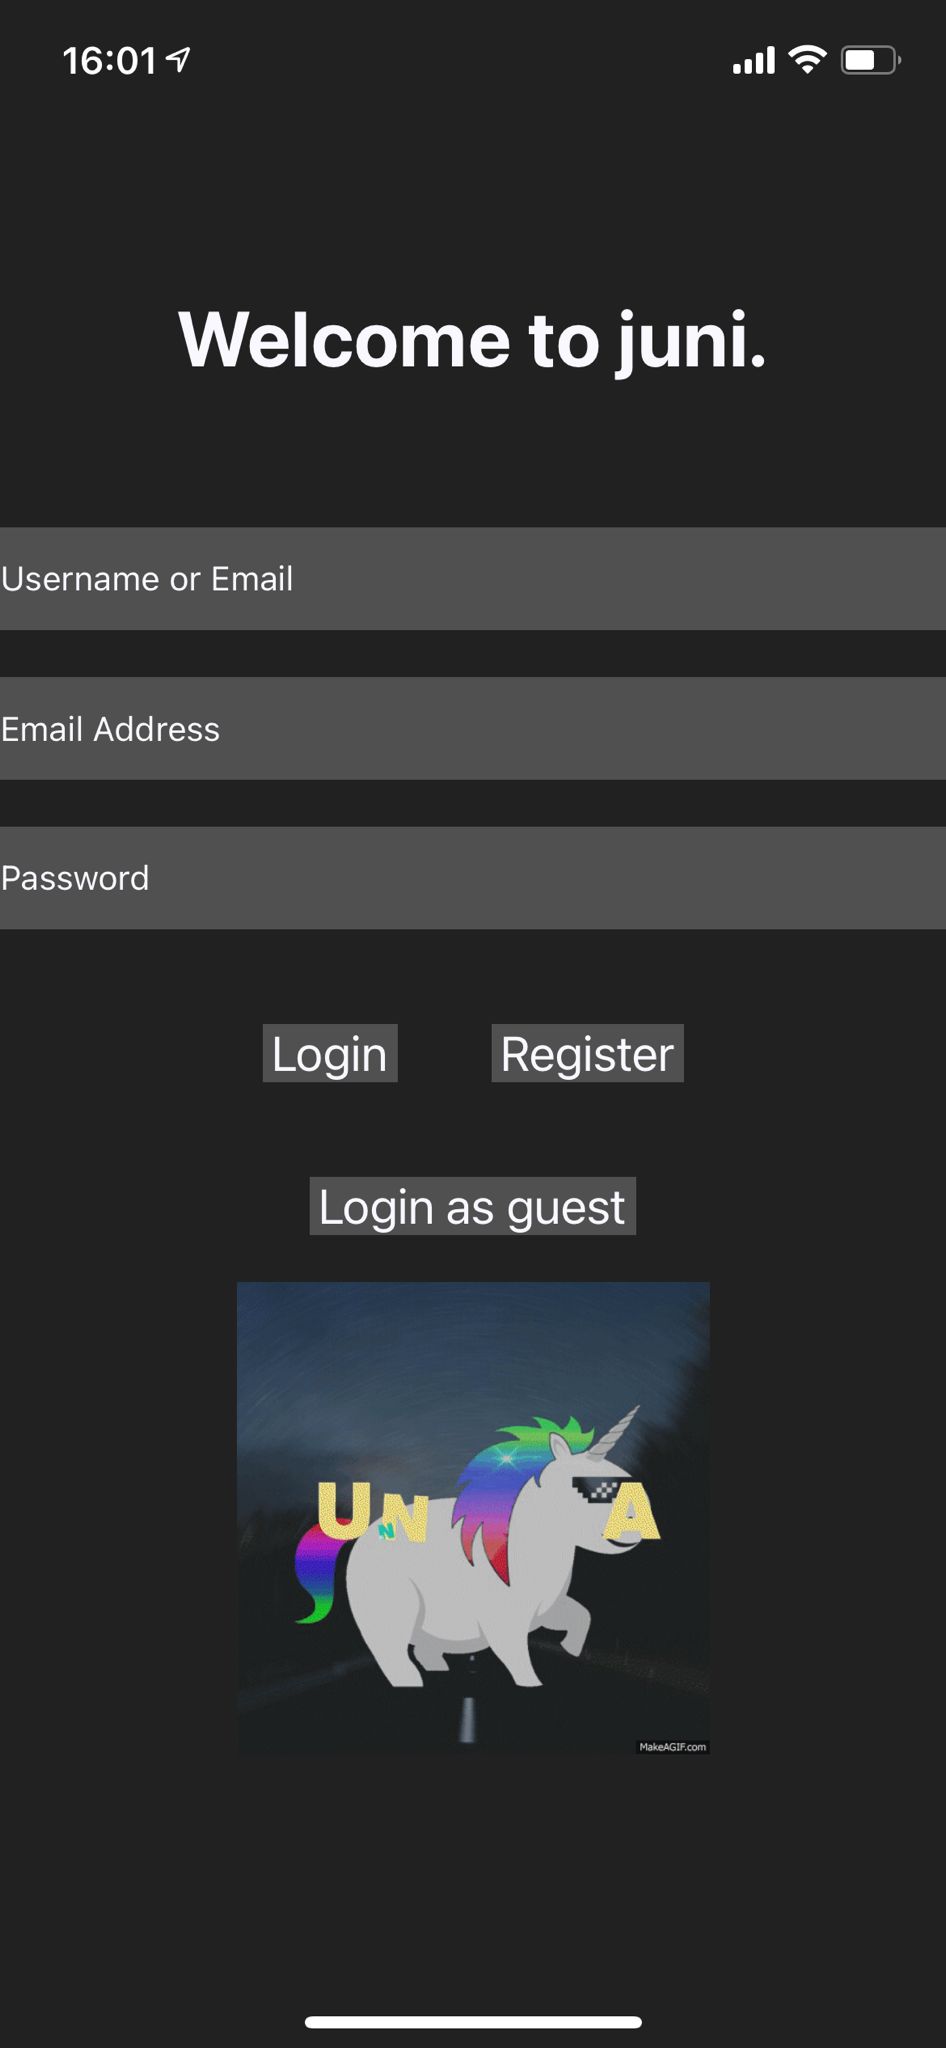 16:01
Welcome to juni.
Username or Email
Email Address
Password
Login Register
Login as guest
U N N A
MakeAGIF.com